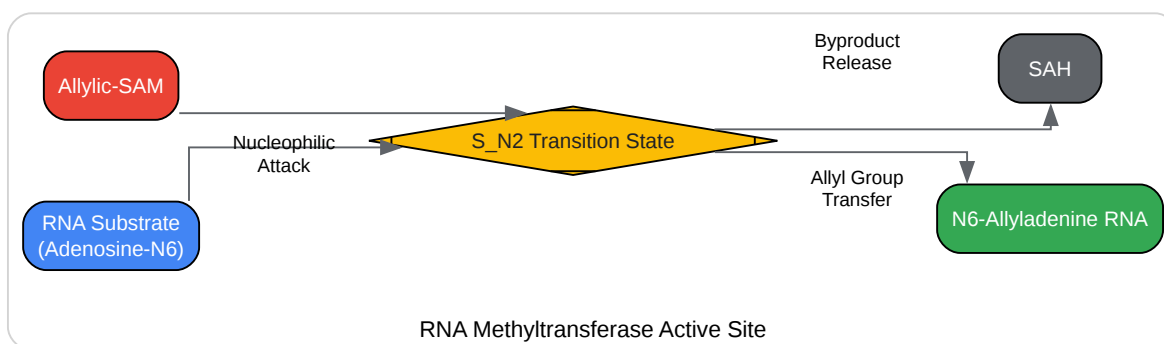 Allylic-SAM
Nucleophilic
Attack
RNA Substrate
(Adenosine-N6)
S_N2 Transition State
Byproduct
Release
SAH
Allyl Group
Transfer
N6-Allyladenine RNA
RNA Methyltransferase Active Site